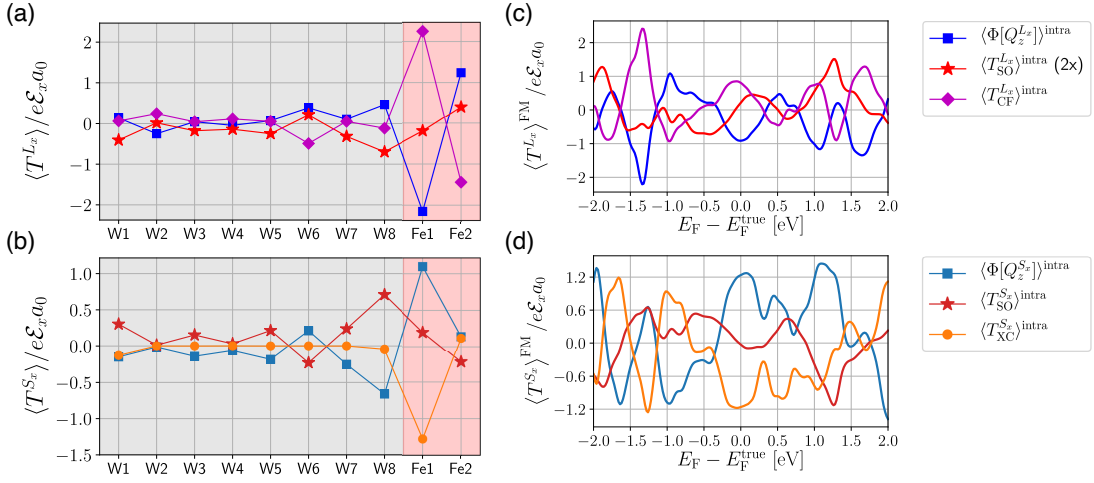 (a)
⟨T^{L_x}⟩/eℰ_x a_0
2
1
0
−1
−2
W1 W2 W3 W4 W5 W6 W7 W8 Fe1 Fe2
(b)
⟨T^{S_x}⟩/eℰ_x a_0
1.0
0.5
0.0
−0.5
−1.0
−1.5
W1 W2 W3 W4 W5 W6 W7 W8 Fe1 Fe2
(c)
⟨T^{L_x}⟩^{FM}/eℰ_x a_0
2
1
0
−1
−2
−2.0 −1.5 −1.0 −0.5 0.0 0.5 1.0 1.5 2.0
E_F − E_F^{true} [eV]
⟨Φ[Q_z^{L_x}]⟩^{intra}
⟨T_{SO}^{L_x}⟩^{intra} (2x)
⟨T_{CF}^{L_x}⟩^{intra}
(d)
⟨T^{S_x}⟩^{FM}/eℰ_x a_0
1.2
0.6
0.0
−0.6
−1.2
−2.0 −1.5 −1.0 −0.5 0.0 0.5 1.0 1.5 2.0
E_F − E_F^{true} [eV]
⟨Φ[Q_z^{S_x}]⟩^{intra}
⟨T_{SO}^{S_x}⟩^{intra}
⟨T_{XC}^{S_x}⟩^{intra}